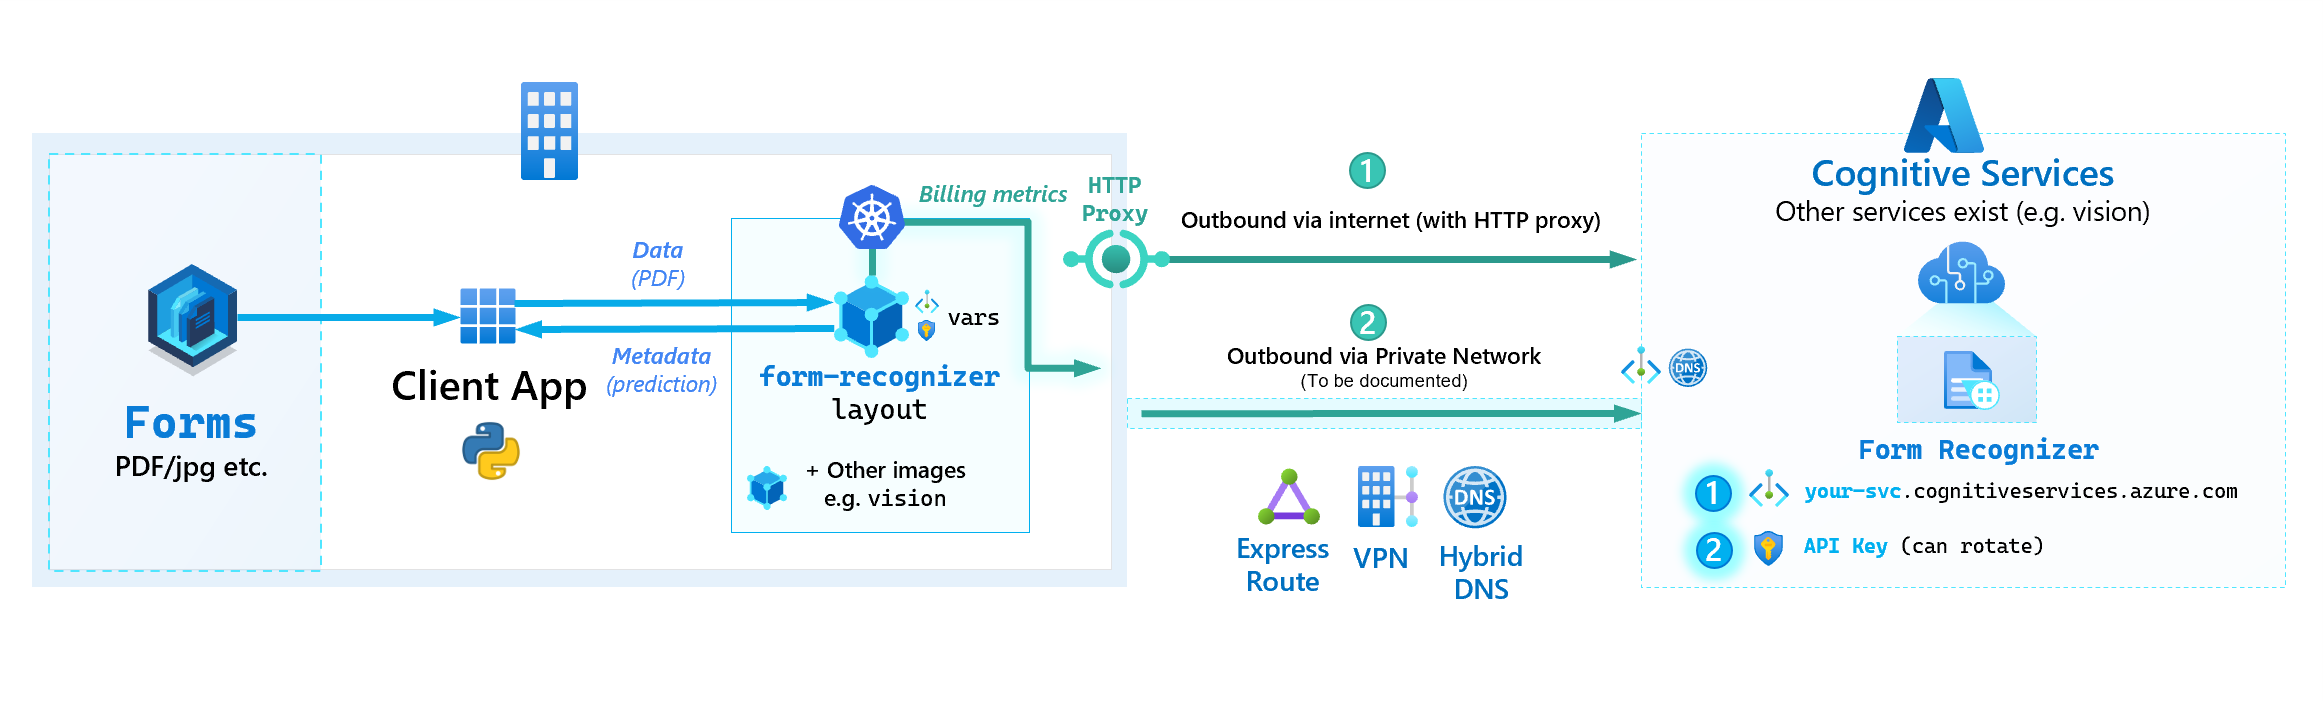 Forms
PDF/jpg etc.
Client App
Data
(PDF)
Metadata
(prediction)
Billing metrics
vars
form-recognizer
layout
+ Other images
e.g. vision
HTTP
Proxy
1
Outbound via internet (with HTTP proxy)
2
Outbound via Private Network
(To be documented)
DNS
Express
Route
VPN
DNS
Hybrid
DNS
Cognitive Services
Other services exist (e.g. vision)
Form Recognizer
1 your-svc.cognitiveservices.azure.com
2 API Key (can rotate)